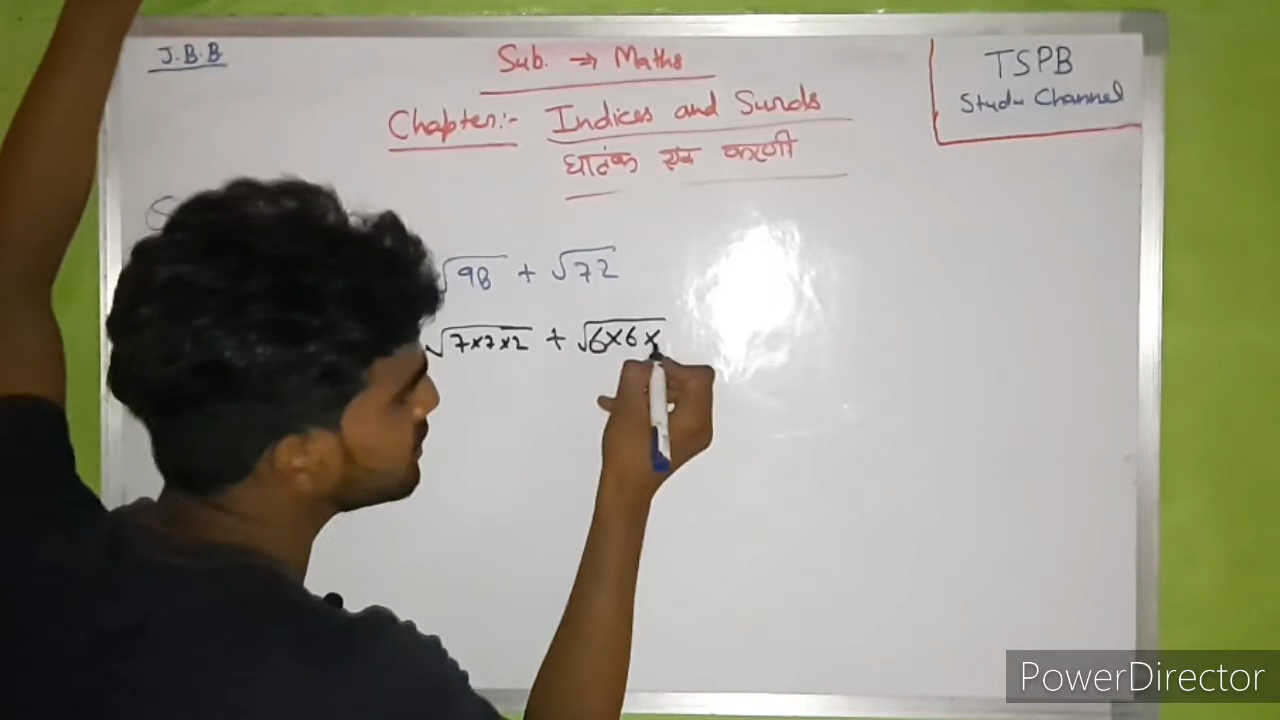 J.B.B
Sub. → Maths
TSPB
Study Channel
Chapter:- Indices and Surds
घातंक एवं करणी
√98 + √72
√7×7×2 + √6×6×
PowerDirector